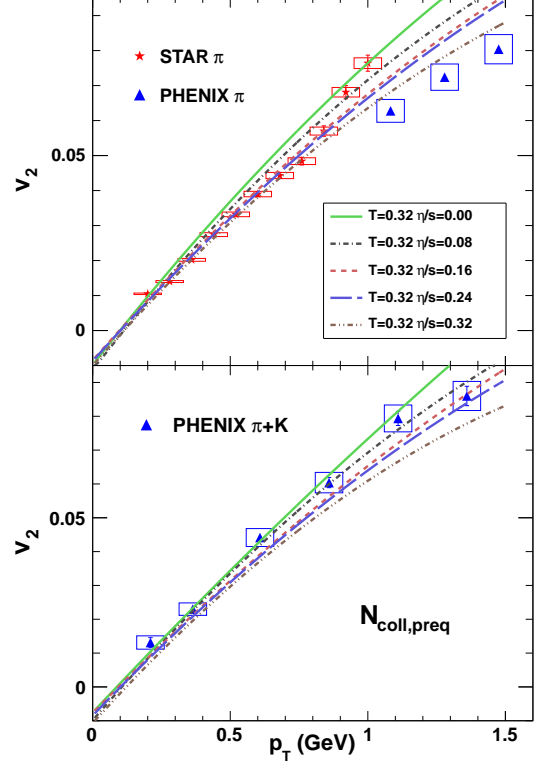 STAR π
PHENIX π
v2
0.05
0
T=0.32 η/s=0.00
T=0.32 η/s=0.08
T=0.32 η/s=0.16
T=0.32 η/s=0.24
T=0.32 η/s=0.32
PHENIX π+K
v2
0.05
0
Ncoll,preq
0 0.5 1 1.5
pT (GeV)